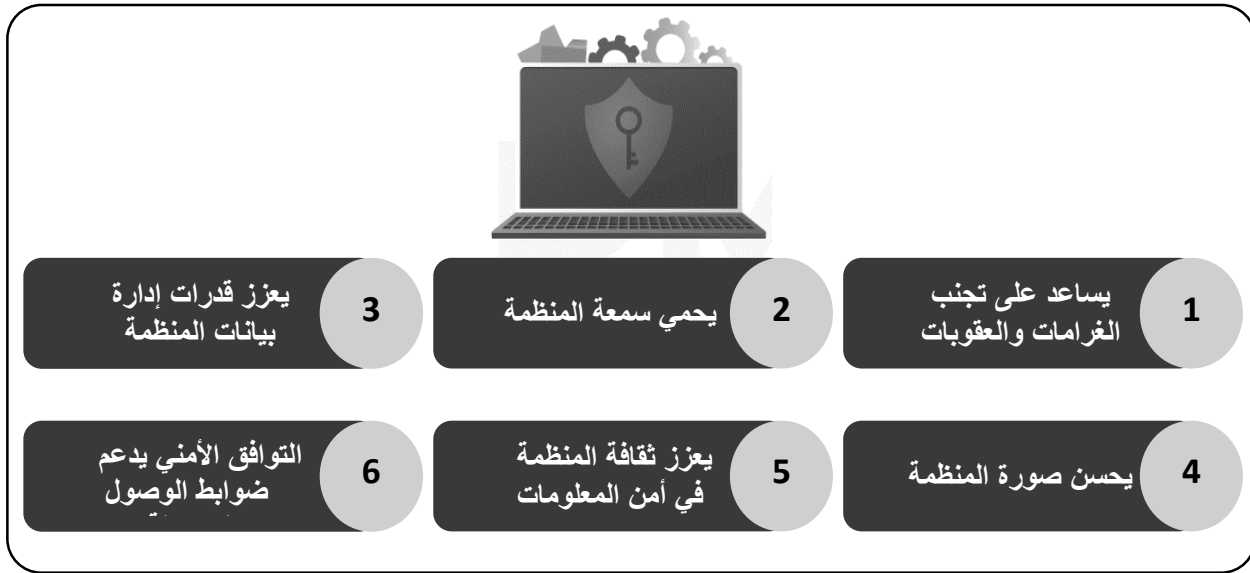 1
يساعد على تجنب
الغرامات والعقوبات
2
يحمي سمعة المنظمة
3
يعزز قدرات إدارة
بيانات المنظمة
4
يحسن صورة المنظمة
5
يعزز ثقافة المنظمة
في أمن المعلومات
6
التوافق الأمني يدعم
ضوابط الوصول